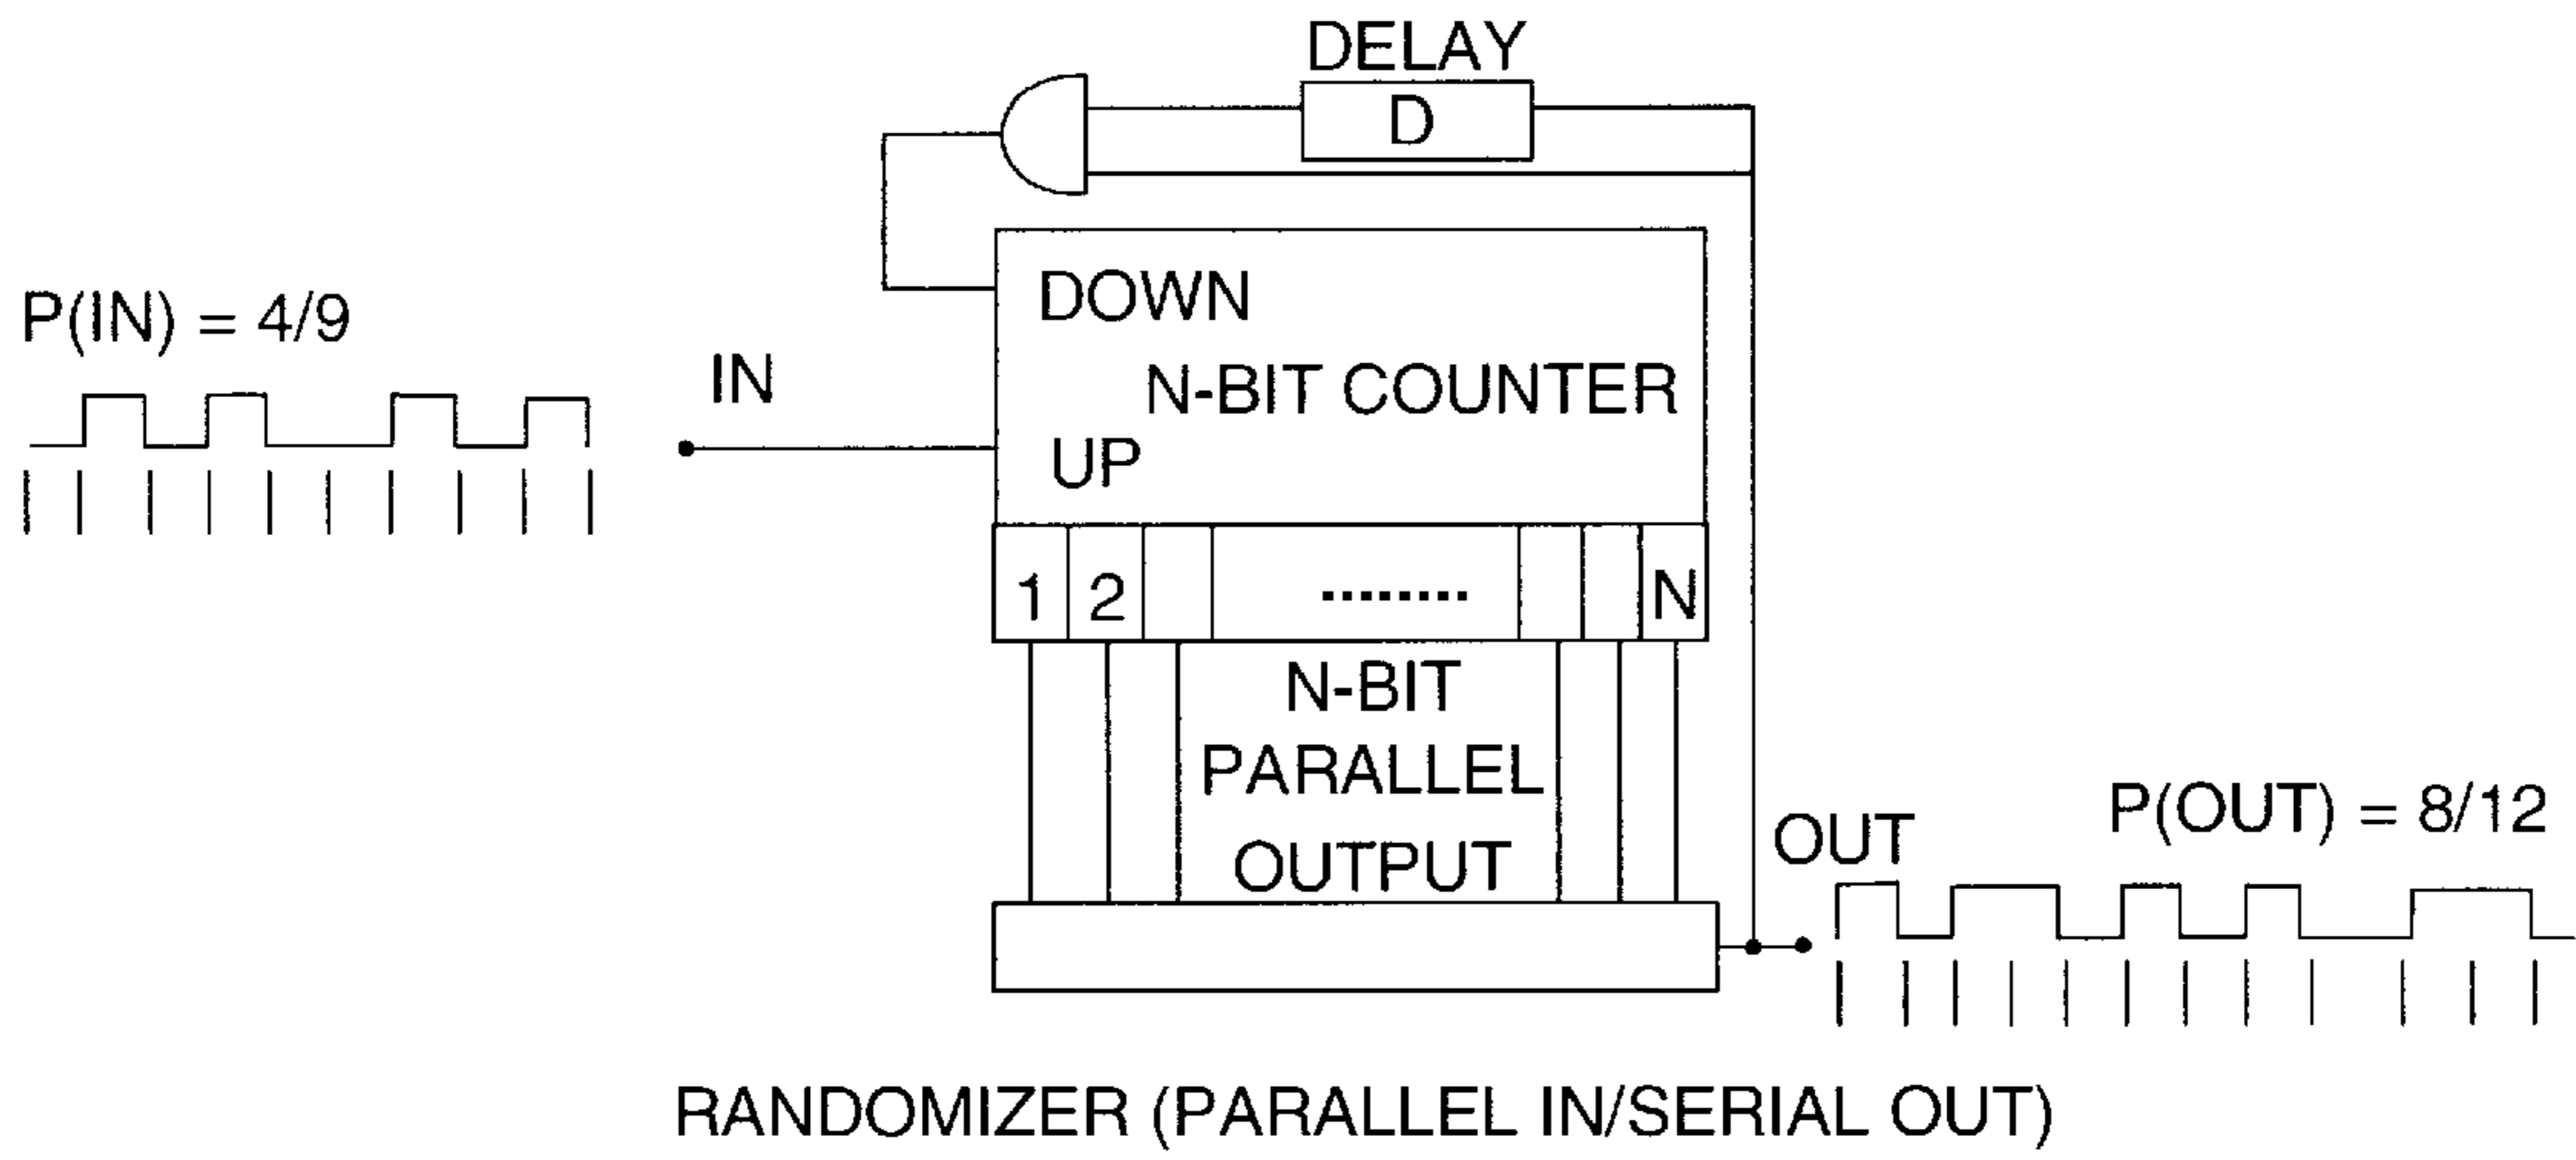 DELAY
D
P(IN) = 4/9
IN
DOWN
N-BIT COUNTER
UP
1 2 ........ N
N-BIT
PARALLEL
OUTPUT
OUT
P(OUT) = 8/12
RANDOMIZER (PARALLEL IN/SERIAL OUT)